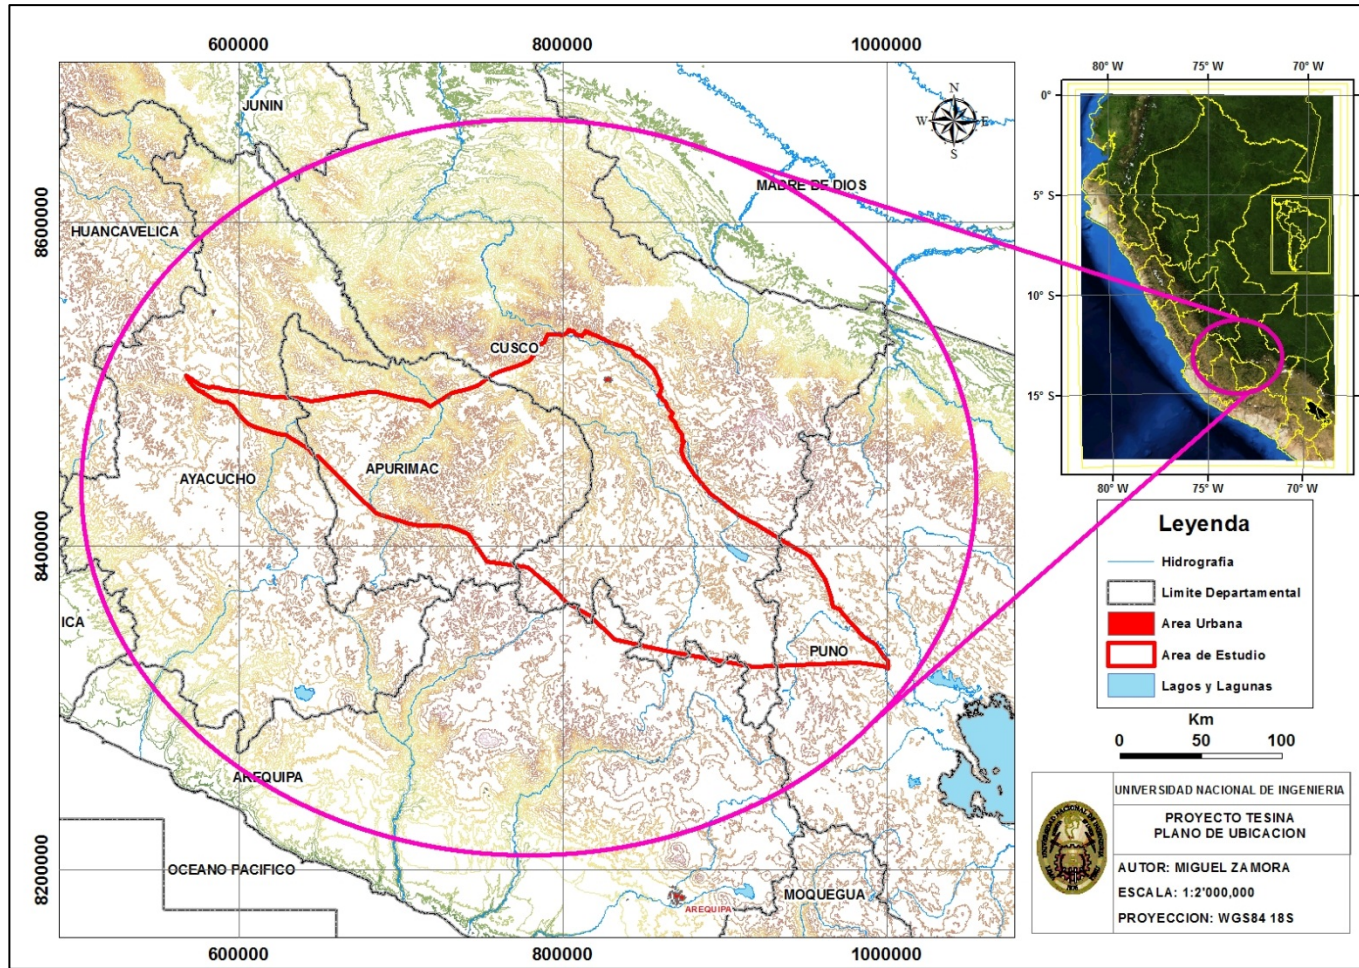 600000
800000
1000000
JUNIN
N
W
E
S
MADRE DE DIOS
HUANCAVELICA
8600000
CUSCO
APURIMAC
AYACUCHO
8400000
ICA
PUNO
AREQUIPA
8200000
OCEANO PACIFICO
MOQUEGUA
AREQUIPA
600000
800000
1000000
80° W
75° W
70° W
0°
5° S
10° S
15° S
80° W
75° W
70° W
Leyenda
Hidrografia
Limite Departamental
Area Urbana
Area de Estudio
Lagos y Lagunas
Km
0
50
100
UNIVERSIDAD NACIONAL DE INGENIERIA
PROYECTO TESINA
PLANO DE UBICACION
AUTOR: MIGUEL ZAMORA
ESCALA: 1:2'000,000
PROYECCION: WGS84 18S